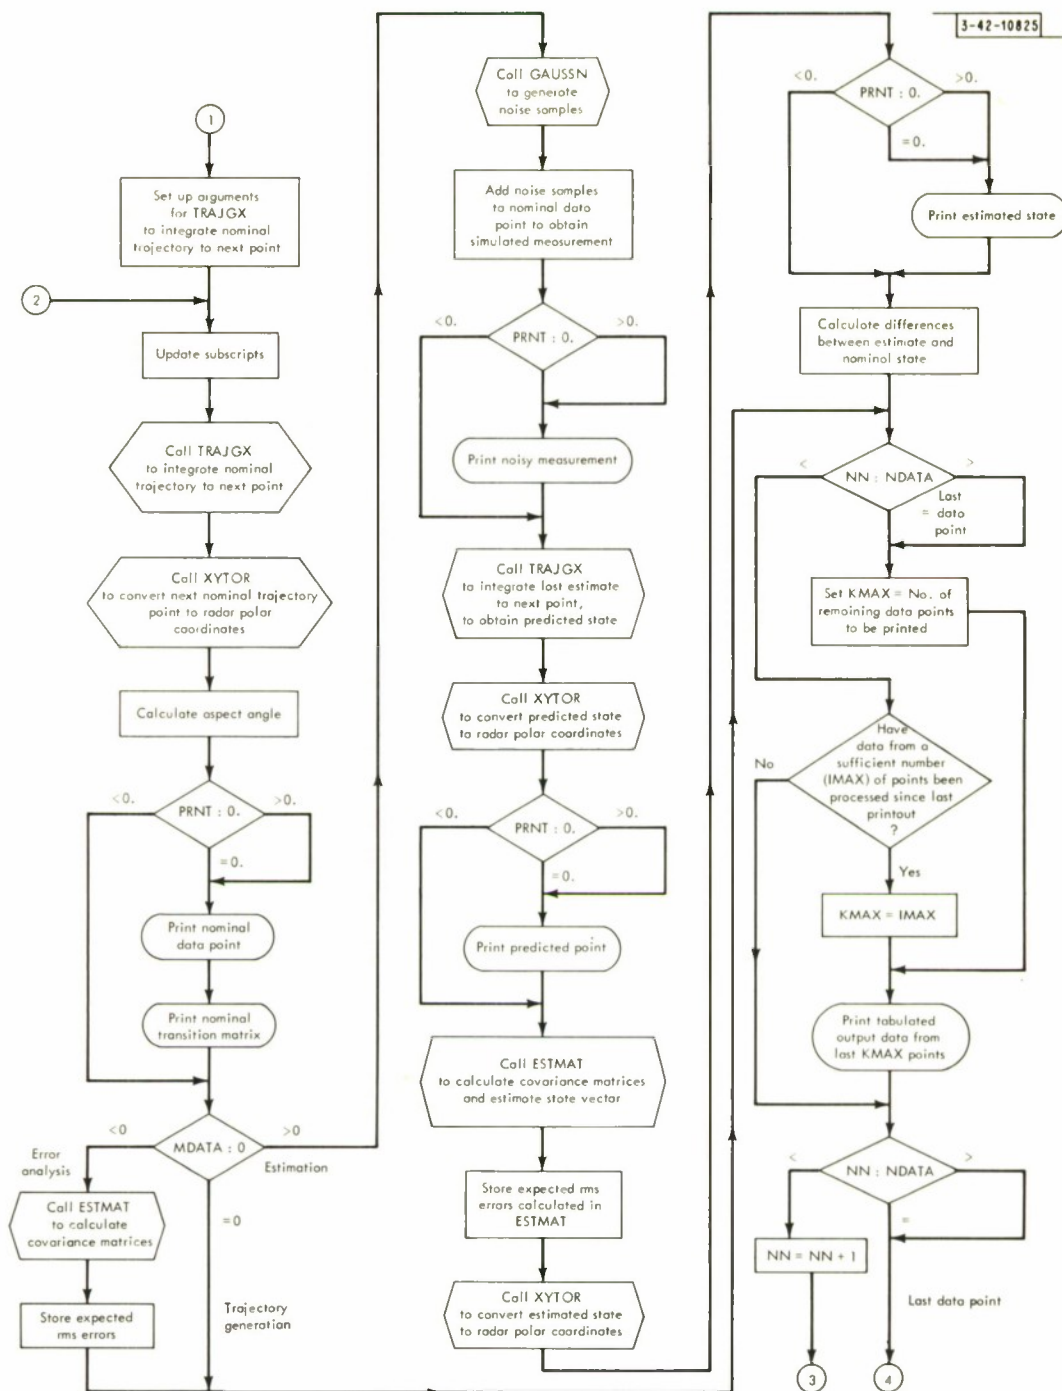 3-42-10825
1
Set up arguments
for TRAJGX
to integrate nominal
trajectory to next point
2
Update subscripts
Call TRAJGX
to integrate nominal
trajectory to next point
Call XYTOR
to convert next nominal trajectory
point to radar polar
coordinates
Calculate aspect angle
<0.
PRNT : 0.
>0.
=0.
Print nominal
data point
Print nominal
transition matrix
<0
MDATA : 0
>0
Error
analysis
Estimation
=0
Call ESTMAT
to calculate
covariance matrices
Store expected
rms errors
Trajectory
generation
Call GAUSSN
to generate
noise samples
Add noise samples
to nominal data
point to obtain
simulated measurement
<0.
PRNT : 0.
>0.
Print noisy measurement
Call TRAJGX
to integrate last estimate
to next point,
to obtain predicted state
Call XYTOR
to convert predicted state
to radar polar coordinates
<0.
PRNT : 0.
>0.
=0.
Print predicted point
Call ESTMAT
to calculate covariance matrices
and estimate state vector
Store expected rms
errors calculated in
ESTMAT
Call XYTOR
to convert estimated state
to radar polar coordinates
<0.
PRNT : 0.
>0.
=0.
Print estimated state
Calculate differences
between estimate and
nominal state
<
NN : NDATA
>
Last
= data
point
Set KMAX = No. of
remaining data points
to be printed
Have
data from a
sufficient number
(IMAX) of points been
processed since last
printout
?
No
Yes
KMAX = IMAX
Print tabulated
output data from
last KMAX points
<
NN : NDATA
>
=
NN = NN + 1
Last data point
3
4